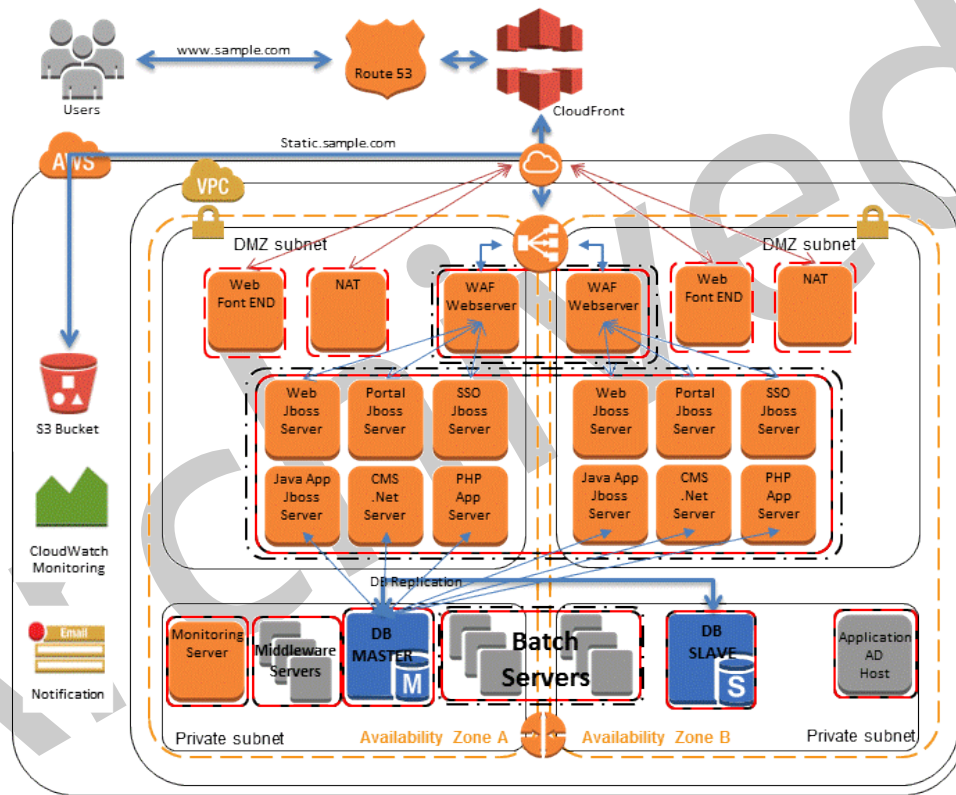 www.sample.com
Route 53
Users
CloudFront
Static.sample.com
AWS
VPC
DMZ subnet
DMZ subnet
Web
Font END
NAT
WAF
Webserver
WAF
Webserver
Web
Font END
NAT
Web
Jboss
Server
Portal
Jboss
Server
SSO
Jboss
Server
Web
Jboss
Server
Portal
Jboss
Server
SSO
Jboss
Server
S3 Bucket
Java App
Jboss
Server
CMS
.Net
Server
PHP
App
Server
Java App
Jboss
Server
CMS
.Net
Server
PHP
App
Server
CloudWatch
Monitoring
DB Replication
Email
Notification
Monitoring
Server
Middleware
Servers
DB
MASTER
M
Batch
Servers
DB
SLAVE
S
Application
AD
Host
Private subnet
Availability Zone A
Availability Zone B
Private subnet